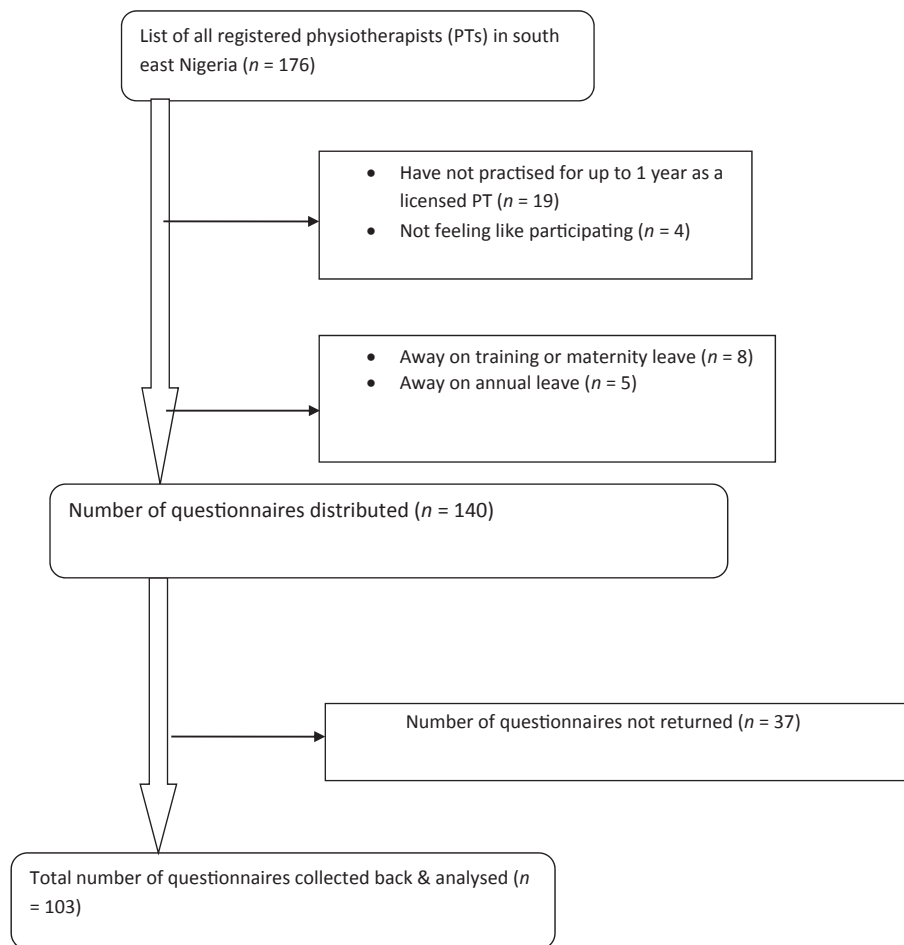 List of all registered physiotherapists (PTs) in south
east Nigeria (n = 176)
• Have not practised for up to 1 year as a
licensed PT (n = 19)
• Not feeling like participating (n = 4)
• Away on training or maternity leave (n = 8)
• Away on annual leave (n = 5)
Number of questionnaires distributed (n = 140)
Number of questionnaires not returned (n = 37)
Total number of questionnaires collected back & analysed (n
= 103)